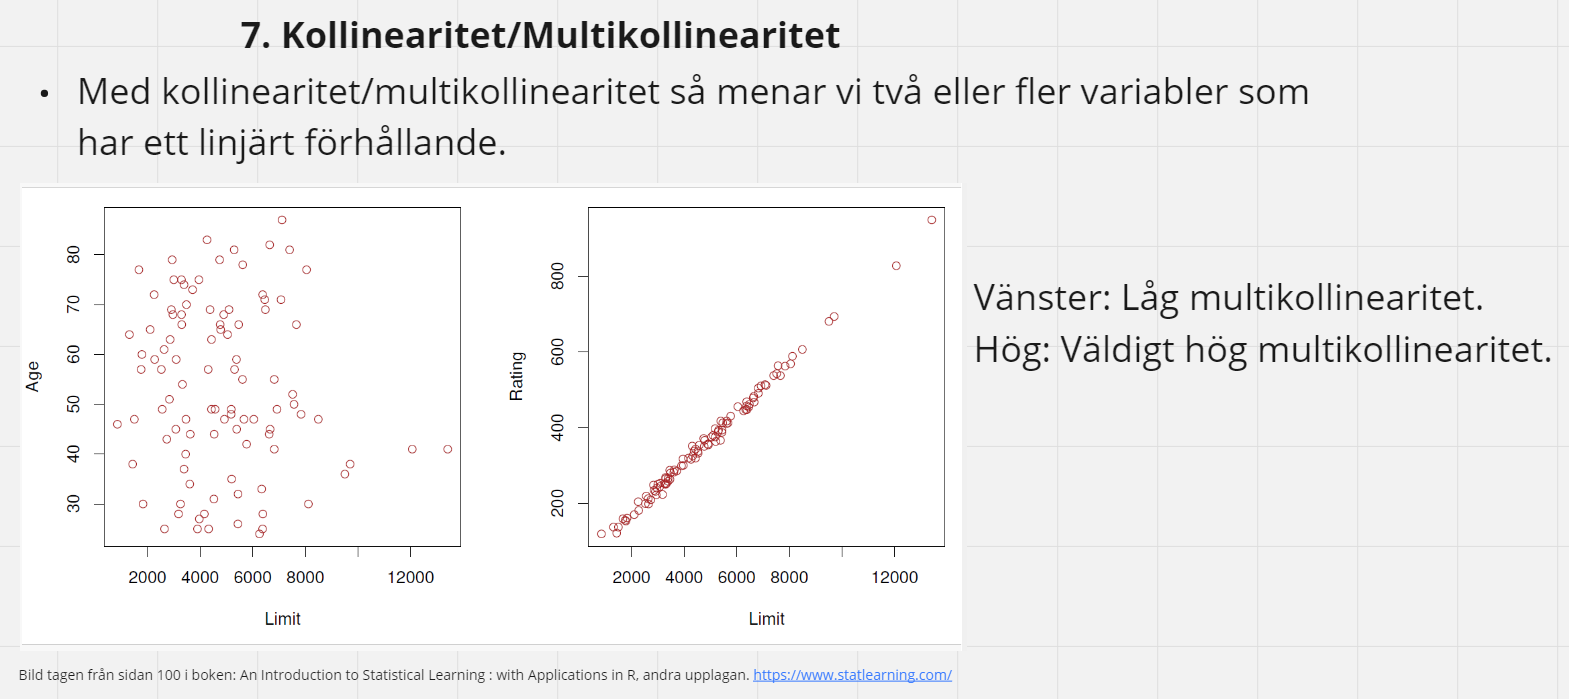 7. Kollinearitet/Multikollinearitet
• Med kollinearitet/multikollinearitet så menar vi två eller fler variabler som
har ett linjärt förhållande.
Age
80
70
60
50
40
30
2000 4000 6000 8000 12000
Limit
Rating
800
600
400
200
2000 4000 6000 8000 12000
Limit
Vänster: Låg multikollinearitet.
Hög: Väldigt hög multikollinearitet.
Bild tagen från sidan 100 i boken: An Introduction to Statistical Learning : with Applications in R, andra upplagan. https://www.statlearning.com/